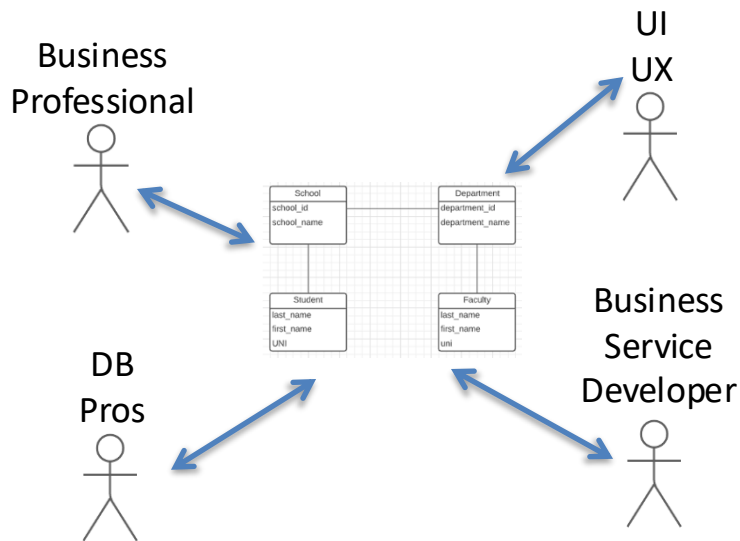 Business
Professional
UI
UX
School
school_id
school_name
Department
department_id
department_name
Student
last_name
first_name
UNI
Faculty
last_name
first_name
uni
DB
Pros
Business
Service
Developer